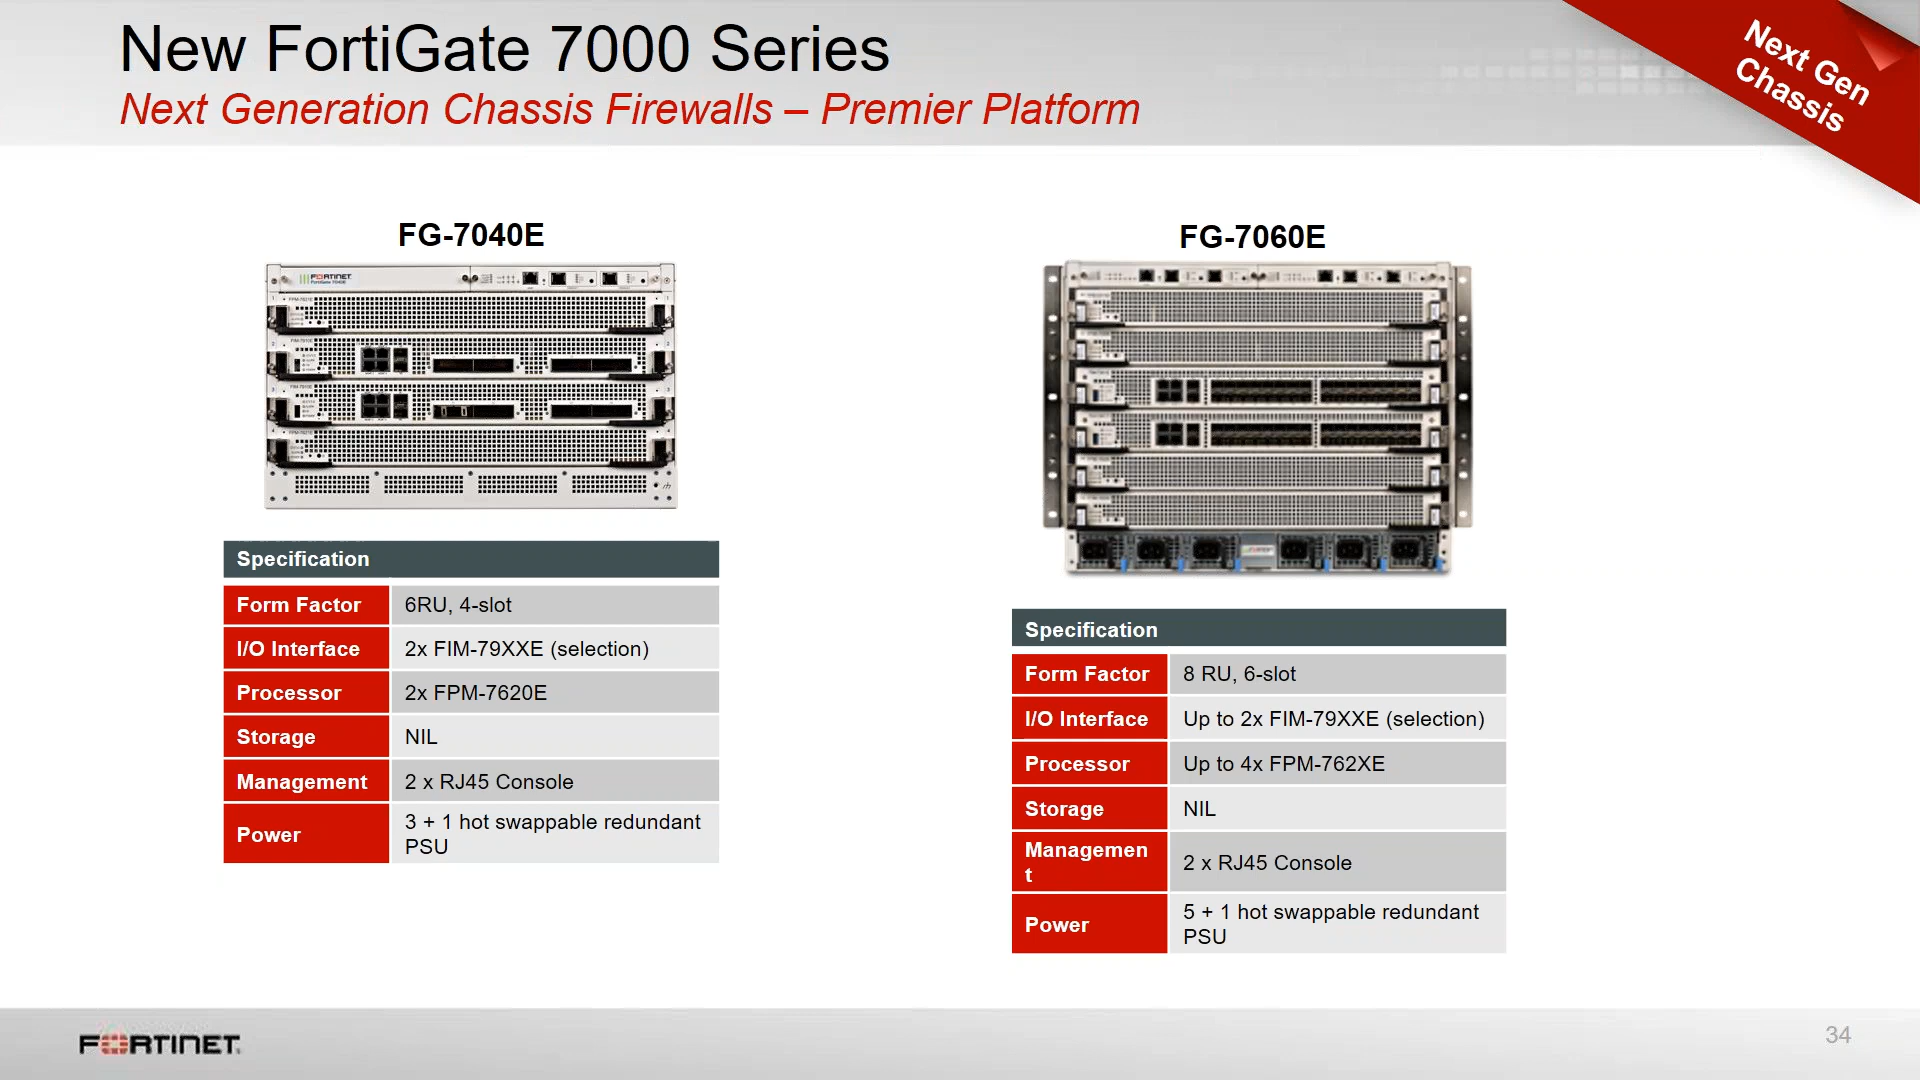 New FortiGate 7000 Series
Next Generation Chassis Firewalls – Premier Platform
Next Gen
Chassis
FG-7040E
FORTINET
FortiGate 7040E
Specification
Form Factor 6RU, 4-slot
I/O Interface 2x FIM-79XXE (selection)
Processor 2x FPM-7620E
Storage NIL
Management 2 x RJ45 Console
Power 3 + 1 hot swappable redundant
PSU
FG-7060E
Specification
Form Factor 8 RU, 6-slot
I/O Interface Up to 2x FIM-79XXE (selection)
Processor Up to 4x FPM-762XE
Storage NIL
Managemen
t 2 x RJ45 Console
Power 5 + 1 hot swappable redundant
PSU
FORTINET
34